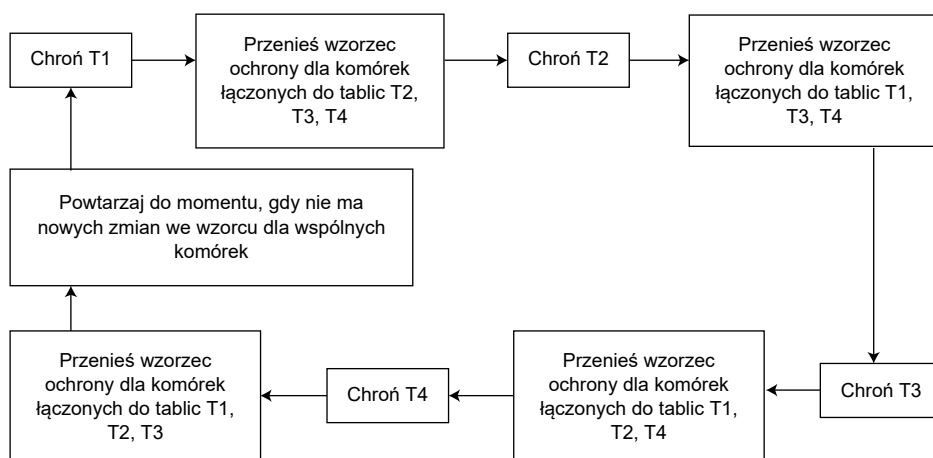 Chroń T1
Przenieś wzorzec
ochrony dla komórek
łączonych do tablic T2,
T3, T4
Chroń T2
Przenieś wzorzec
ochrony dla komórek
łączonych do tablic T1,
T3, T4
Chroń T3
Przenieś wzorzec
ochrony dla komórek
łączonych do tablic T1,
T2, T4
Chroń T4
Przenieś wzorzec
ochrony dla komórek
łączonych do tablic T1,
T2, T3
Powtarzaj do momentu, gdy nie ma
nowych zmian we wzorcu dla wspólnych
komórek